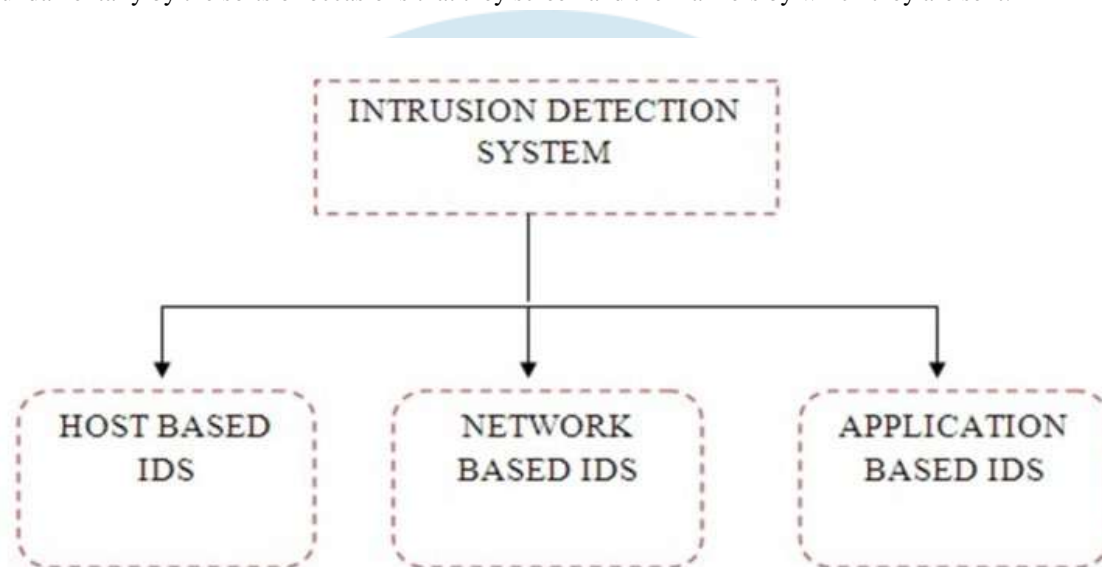 INTRUSION DETECTION
SYSTEM
HOST BASED
IDS
NETWORK
BASED IDS
APPLICATION
BASED IDS